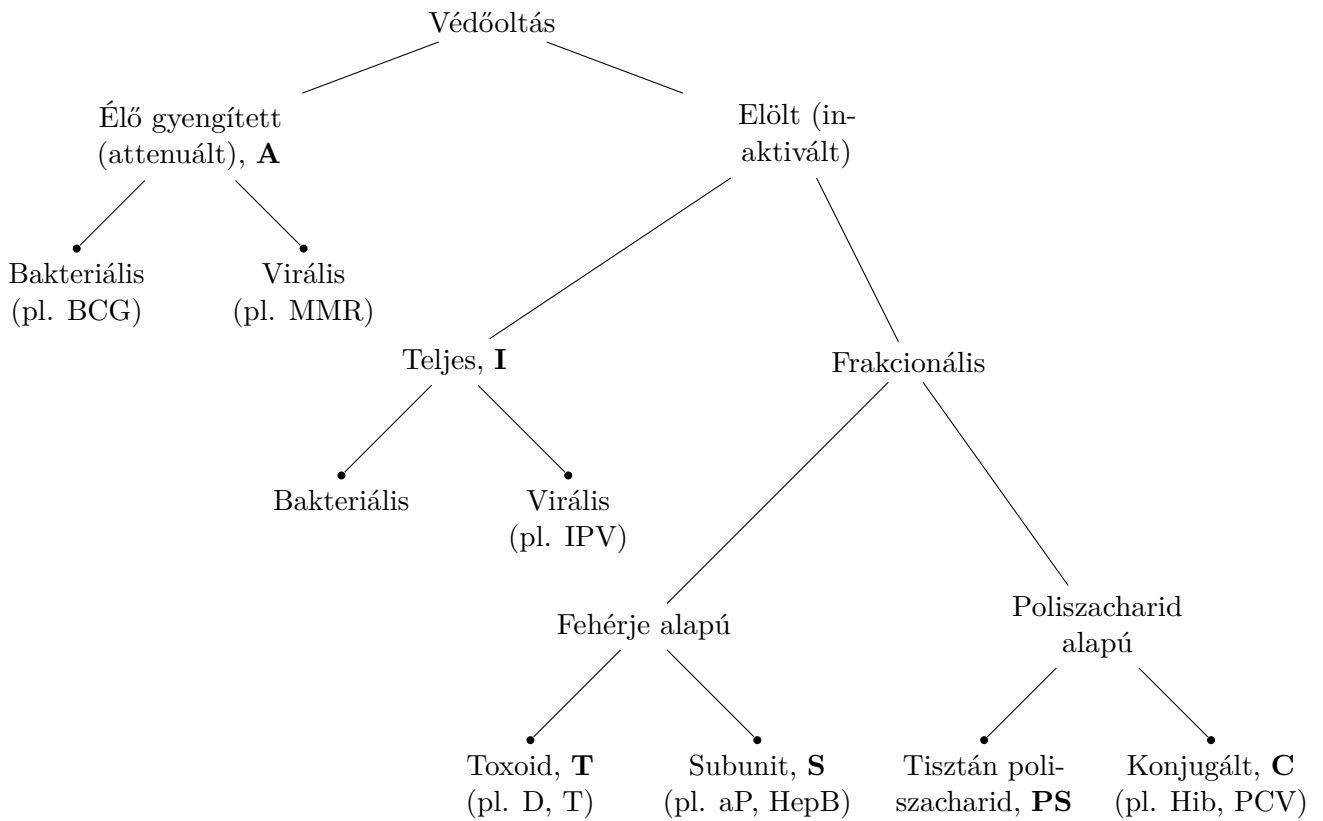 Védőoltás
Élő gyengített
(attenuált), A
Elölt (in-
aktivált)
Bakteriális
(pl. BCG)
Virális
(pl. MMR)
Teljes, I
Frakcionális
Bakteriális
Virális
(pl. IPV)
Fehérje alapú
Poliszacharid
alapú
Toxoid, T
(pl. D, T)
Subunit, S
(pl. aP, HepB)
Tisztán poli-
szacharid, PS
Konjugált, C
(pl. Hib, PCV)